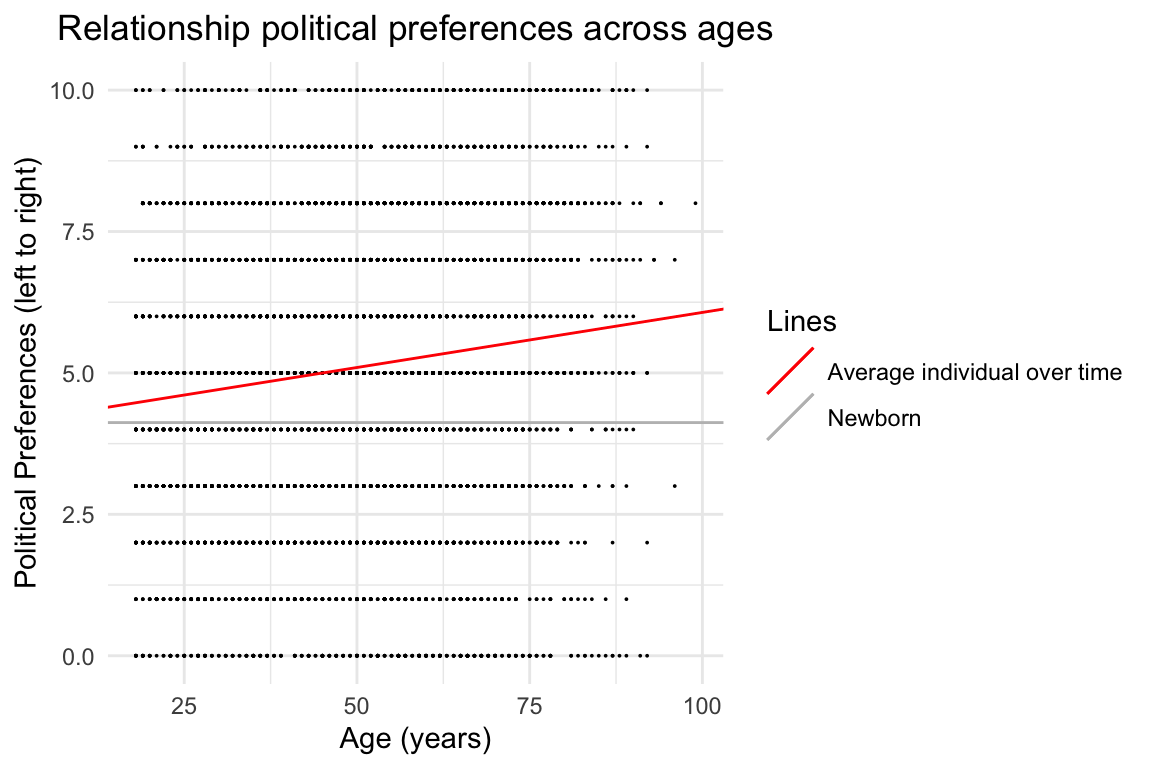 Relationship political preferences across ages
Political Preferences (left to right)
10.0
7.5
5.0
2.5
0.0
25
50
75
100
Age (years)
Lines
Average individual over time
Newborn